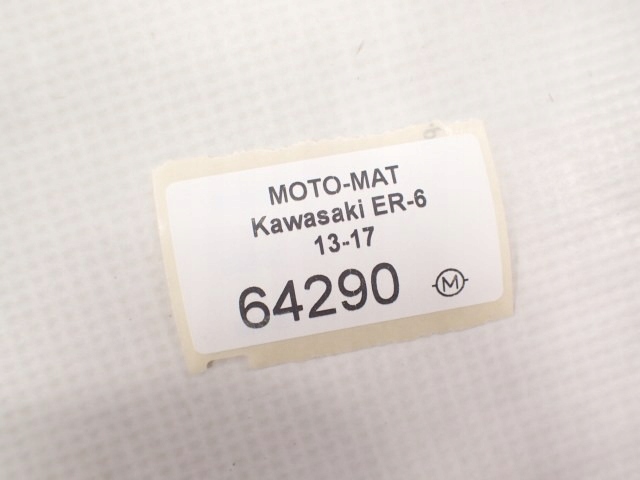 MOTO-MAT
Kawasaki ER-6
13-17
64290
M